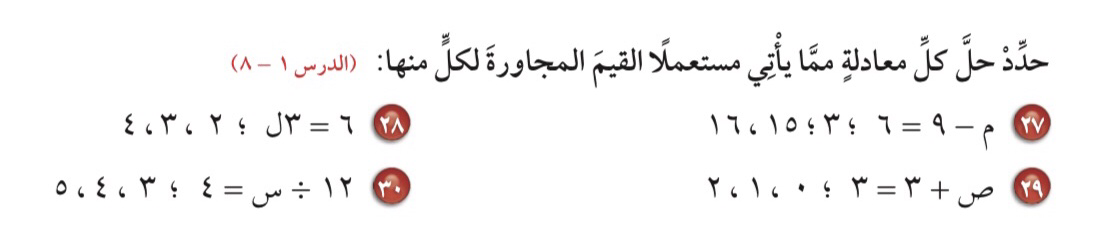 حدِّدْ حلَّ كلِّ معادلةٍ ممَّا يأْتِي مستعملًا القيمَ المجاورةَ لكلٍّ منها: (الدرس ١ – ٨)
٢٧ م – ٩ = ٦ ؛ ٣ ؛ ١٥ ، ١٦
٢٨ ٦ = ٣ل ؛ ٢ ، ٣ ، ٤
٢٩ ص + ٣ = ٣ ؛ ٠ ، ١ ، ٢
٣٠ ١٢ ÷ س = ٤ ؛ ٣ ، ٤ ، ٥